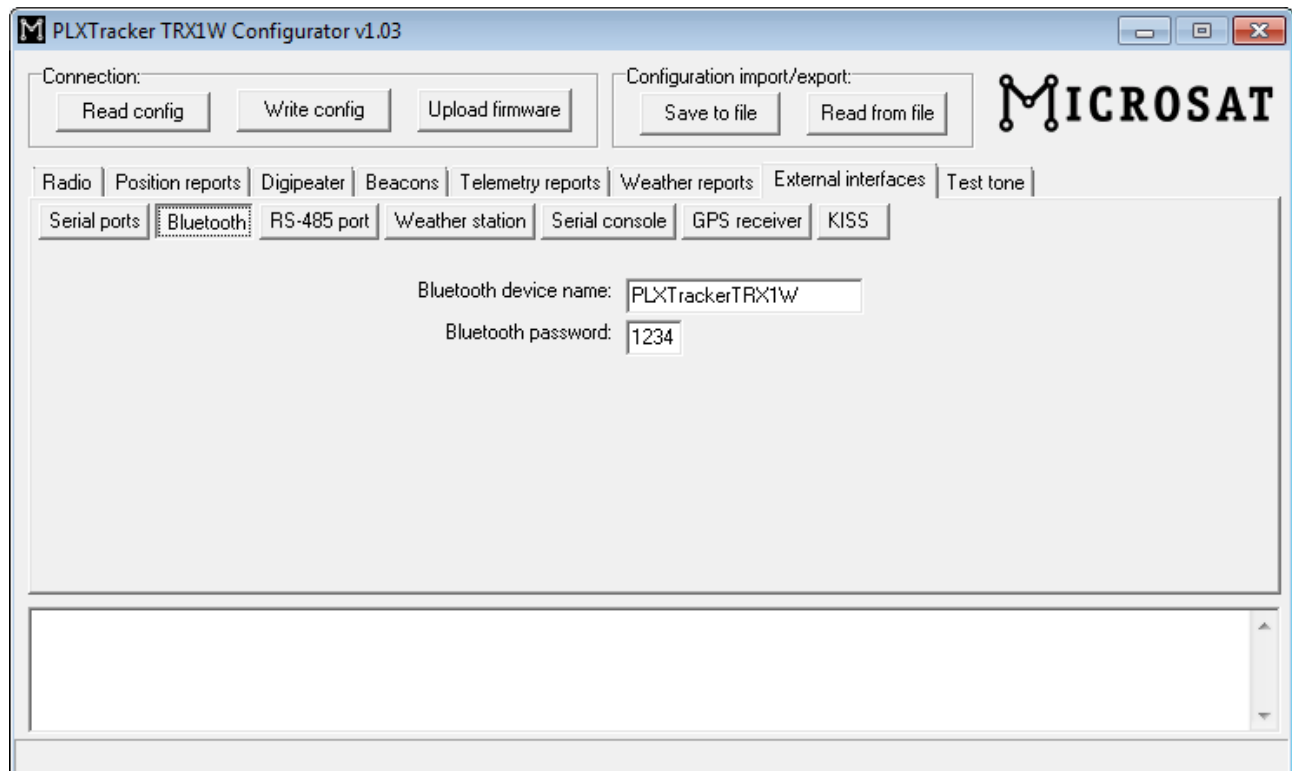 PLXTracker TRX1W Configurator v1.03
Connection:
Read config Write config Upload firmware
Configuration import/export:
Save to file Read from file
MICROSAT
Radio Position reports Digipeater Beacons Telemetry reports Weather reports External interfaces Test tone
Serial ports Bluetooth RS-485 port Weather station Serial console GPS receiver KISS
Bluetooth device name: PLXTrackerTRX1W
Bluetooth password: 1234